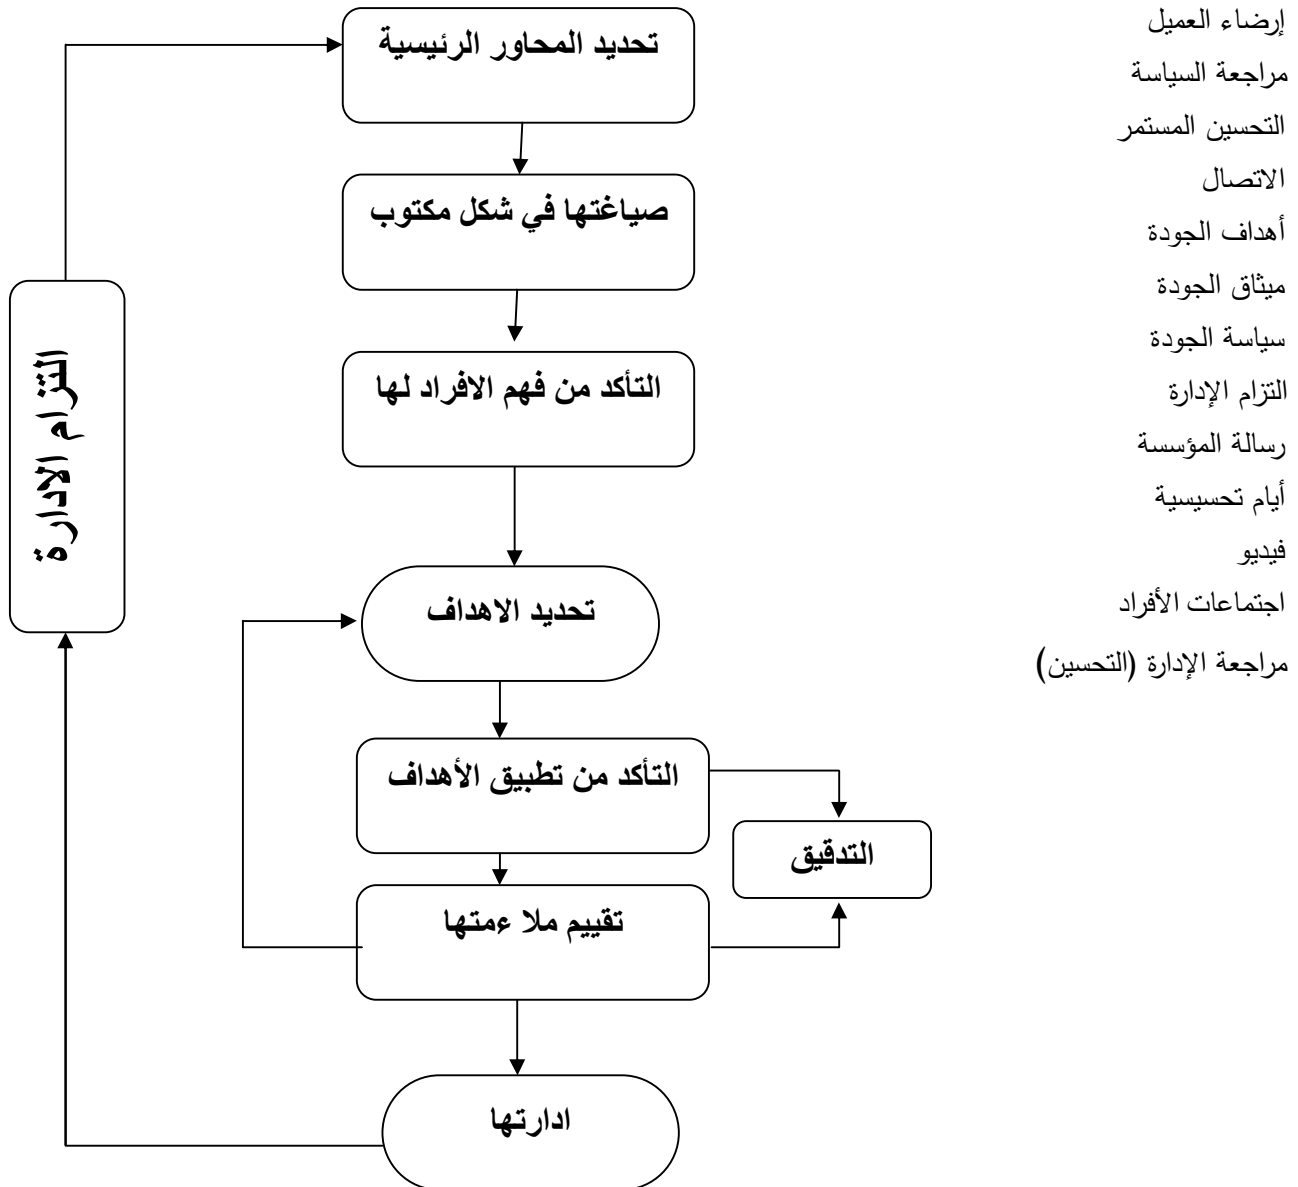 إرضاء العميل
مراجعة السياسة
التحسين المستمر
الاتصال
أهداف الجودة
ميثاق الجودة
سياسة الجودة
التزام الإدارة
رسالة المؤسسة
أيام تحسيسية
فيديو
اجتماعات الأفراد
مراجعة الإدارة (التحسين)
تحديد المحاور الرئيسية
صياغتها في شكل مكتوب
التأكد من فهم الافراد لها
تحديد الاهداف
التأكد من تطبيق الأهداف
التدقيق
تقييم ملا ءمتها
ادارتها
التزام الادارة